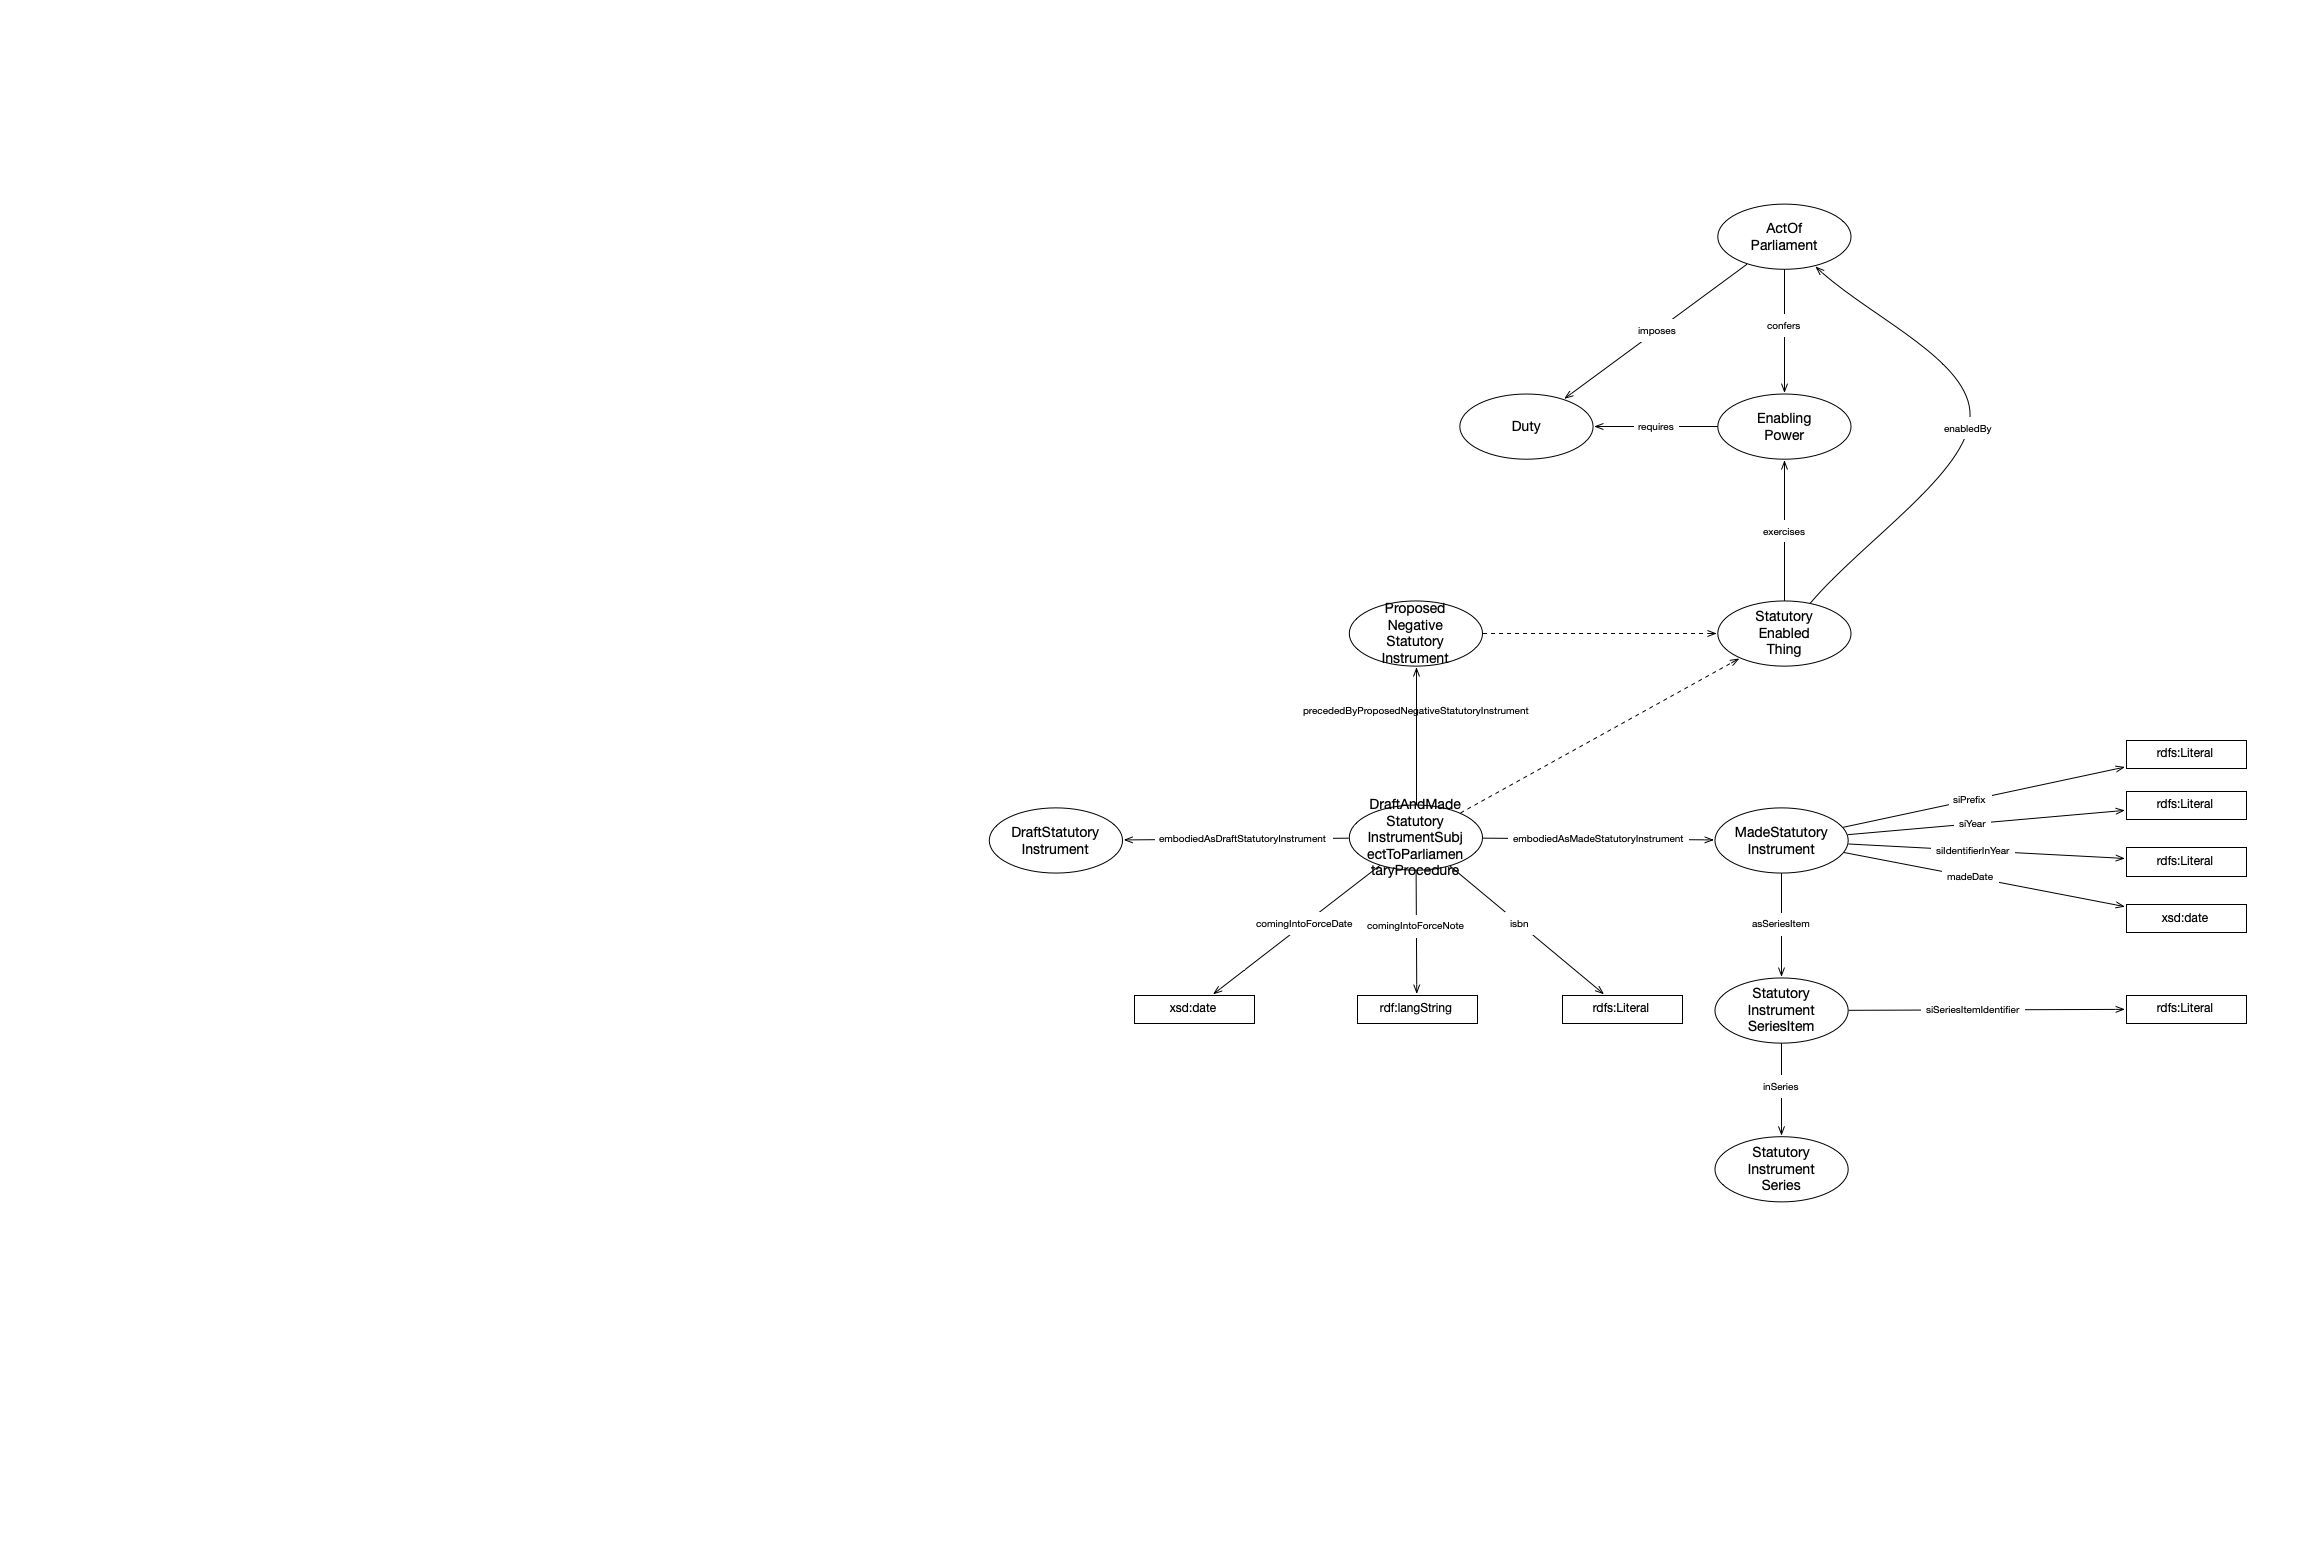 ActOf
Parliament
imposes
confers
Duty
requires
Enabling
Power
enabledBy
exercises
Proposed
Negative
Statutory
Instrument
Statutory
Enabled
Thing
precededByProposedNegativeStatutoryInstrument
rdfs:Literal
siPrefix
rdfs:Literal
siYear
DraftStatutory
Instrument
embodiedAsDraftStatutoryInstrument
DraftAndMade
Statutory
InstrumentSubj
ectToParliamen
taryProcedure
embodiedAsMadeStatutoryInstrument
MadeStatutory
Instrument
siIdentifierInYear
rdfs:Literal
madeDate
xsd:date
comingIntoForceDate
comingIntoForceNote
isbn
asSeriesItem
xsd:date
rdf:langString
rdfs:Literal
Statutory
Instrument
SeriesItem
siSeriesItemIdentifier
rdfs:Literal
inSeries
Statutory
Instrument
Series